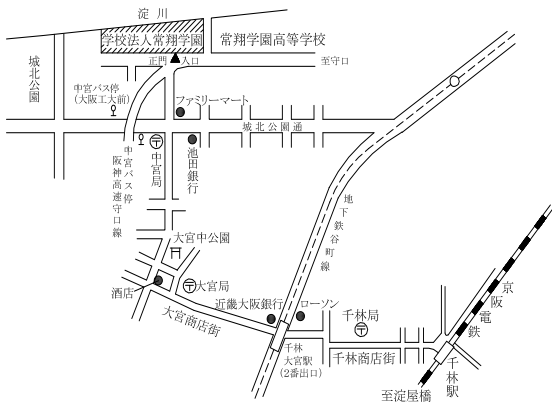 淀川
学校法人常翔学園
常翔学園高等学校
正門
入口
至守口
城北公園
中宮バス停
(大阪工大前)
ファミリーマート
城北公園通
中宮バス停
阪神高速守口線
〒
中宮局
池田銀行
地下鉄谷町線
大宮中公園
酒店
〒
大宮局
大宮商店街
近畿大阪銀行
ローソン
千林局
〒
千林
大宮駅
(2番出口)
千林商店街
京阪電鉄
千林駅
至淀屋橋